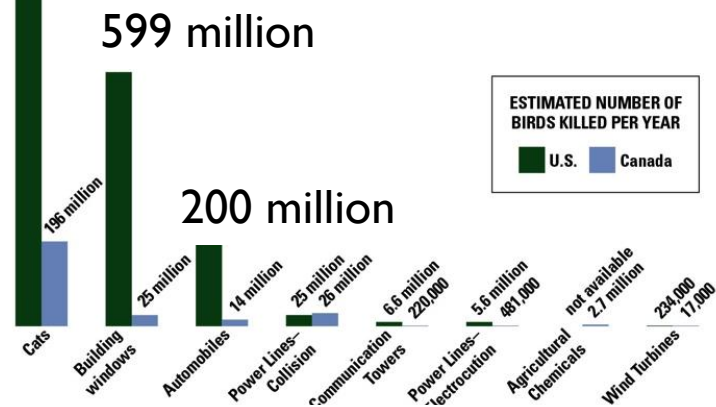 599 million
ESTIMATED NUMBER OF
BIRDS KILLED PER YEAR
U.S.
Canada
200 million
196 million
25 million
14 million
25 million
26 million
6.6 million
220,000
5.6 million
481,000
not available
2.7 million
234,000
17,000
Cats
Building
windows
Automobiles
Power Lines–
Collision
Communication
Towers
Power Lines–
Electrocution
Agricultural
Chemicals
Wind Turbines